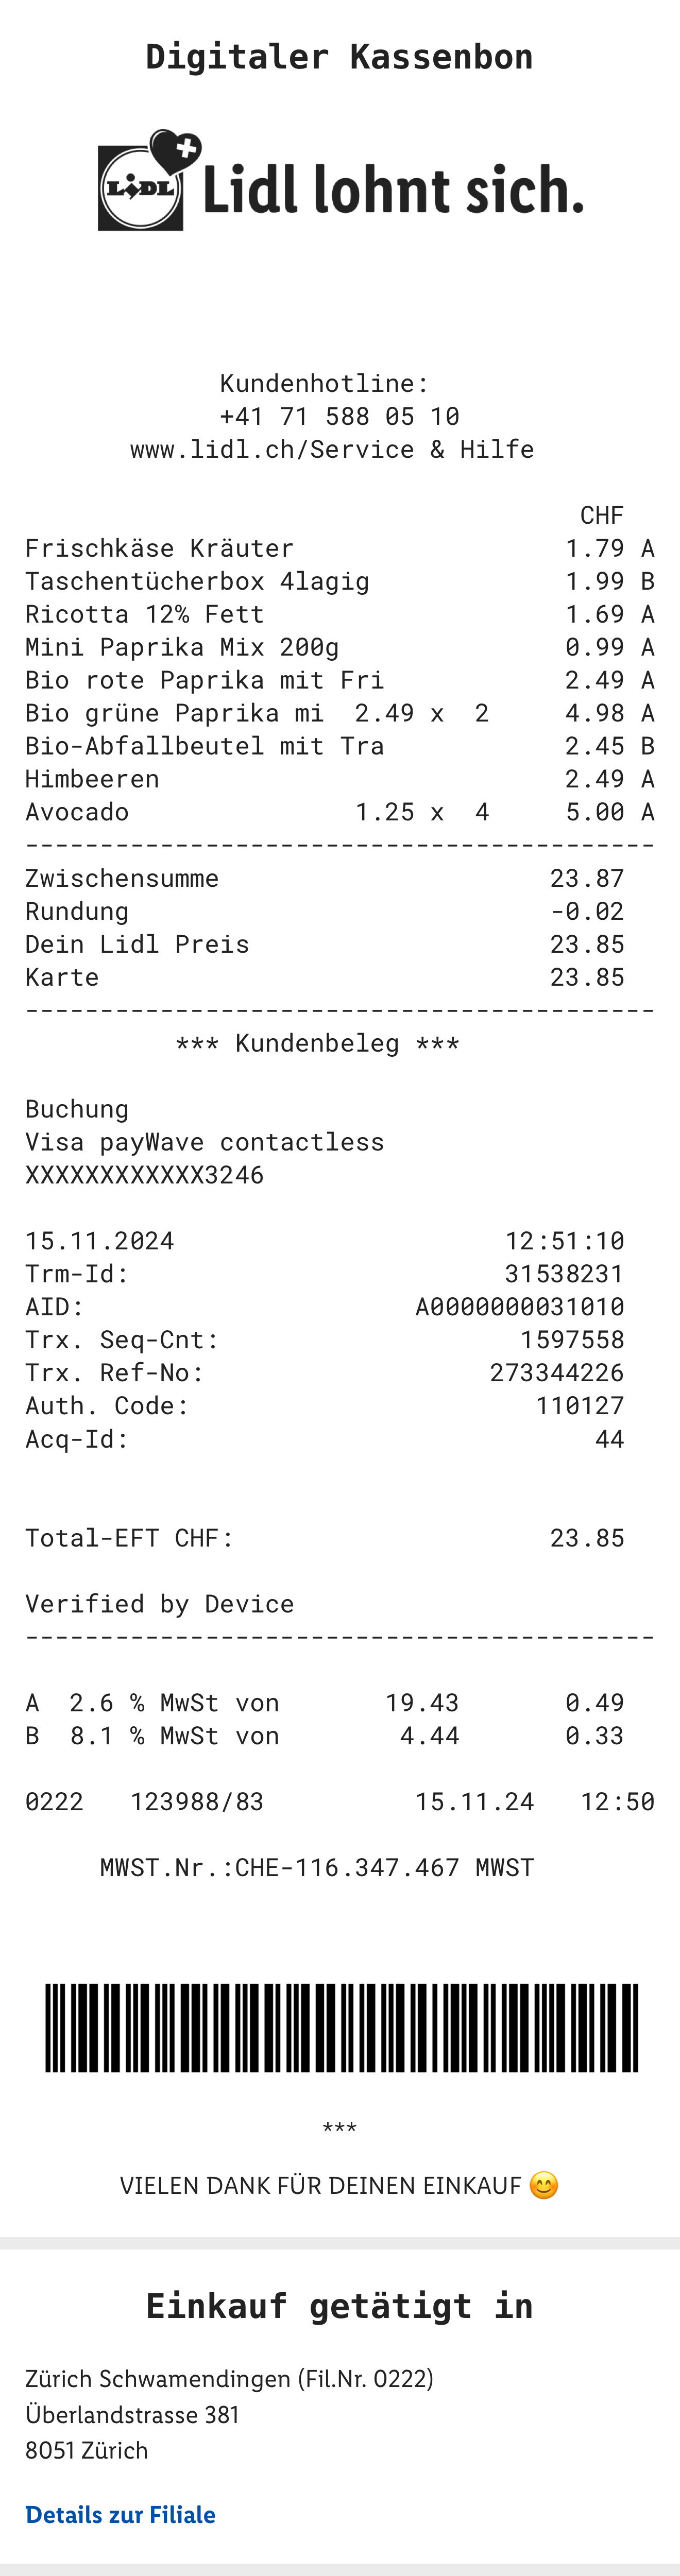 Digitaler Kassenbon
LIDL
Lidl lohnt sich.
Kundenhotline:
+41 71 588 05 10
www.lidl.ch/Service & Hilfe
CHF
Frischkäse Kräuter 1.79 A
Taschentücherbox 4lagig 1.99 B
Ricotta 12% Fett 1.69 A
Mini Paprika Mix 200g 0.99 A
Bio rote Paprika mit Fri 2.49 A
Bio grüne Paprika mi 2.49 x 2 4.98 A
Bio-Abfallbeutel mit Tra 2.45 B
Himbeeren 2.49 A
Avocado 1.25 x 4 5.00 A
------------------------------------------
Zwischensumme 23.87
Rundung -0.02
Dein Lidl Preis 23.85
Karte 23.85
------------------------------------------
*** Kundenbeleg ***
Buchung
Visa payWave contactless
XXXXXXXXXXXX3246
15.11.2024 12:51:10
Trm-Id: 31538231
AID: A0000000031010
Trx. Seq-Cnt: 1597558
Trx. Ref-No: 273344226
Auth. Code: 110127
Acq-Id: 44
Total-EFT CHF: 23.85
Verified by Device
------------------------------------------
A 2.6 % MwSt von 19.43 0.49
B 8.1 % MwSt von 4.44 0.33
0222 123988/83 15.11.24 12:50
MWST.Nr.:CHE-116.347.467 MWST
***
VIELEN DANK FÜR DEINEN EINKAUF 😊
Einkauf getätigt in
Zürich Schwamendingen (Fil.Nr. 0222)
Überlandstrasse 381
8051 Zürich
Details zur Filiale